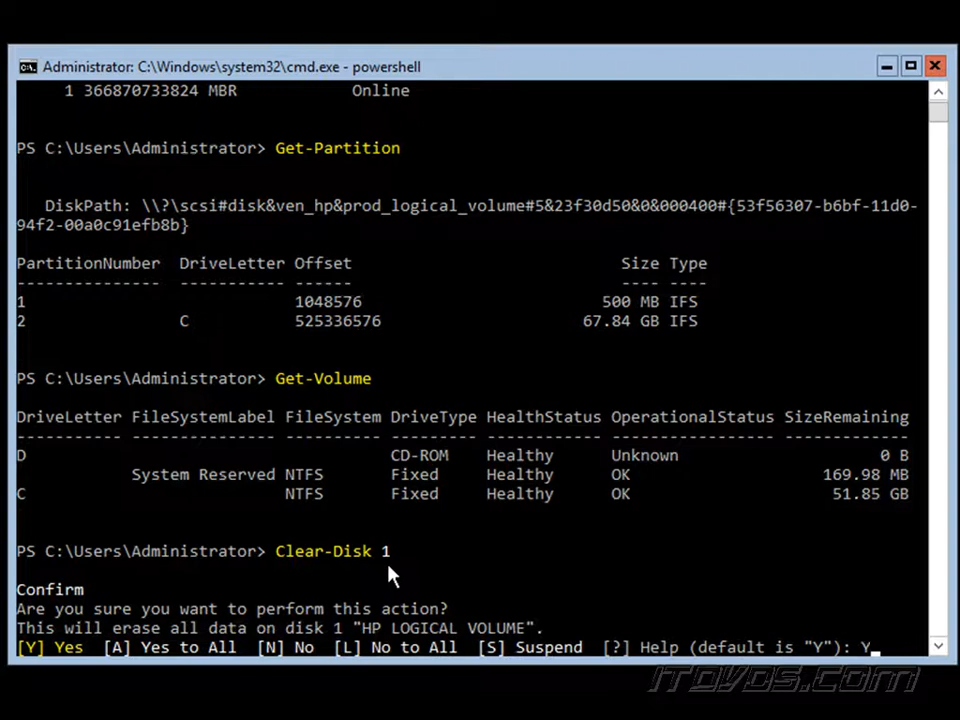 Administrator: C:\Windows\system32\cmd.exe - powershell
1 366870733824 MBR Online
PS C:\Users\Administrator> Get-Partition
DiskPath: \\?\scsi#disk&ven_hp&prod_logical_volume#5&23f30d50&0&000400#{53f56307-b6bf-11d0-
94f2-00a0c91efb8b}
PartitionNumber DriveLetter Offset Size Type
--------------- ----------- ------ ---- ----
1 1048576 500 MB IFS
2 C 525336576 67.84 GB IFS
PS C:\Users\Administrator> Get-Volume
DriveLetter FileSystemLabel FileSystem DriveType HealthStatus OperationalStatus SizeRemaining
----------- --------------- ---------- --------- ------------ ----------------- -------------
D CD-ROM Healthy Unknown 0 B
System Reserved NTFS Fixed Healthy OK 169.98 MB
C NTFS Fixed Healthy OK 51.85 GB
PS C:\Users\Administrator> Clear-Disk 1
Confirm
Are you sure you want to perform this action?
This will erase all data on disk 1 "HP LOGICAL VOLUME".
[Y] Yes [A] Yes to All [N] No [L] No to All [S] Suspend [?] Help (default is "Y"): Y
ITDVDS.COM